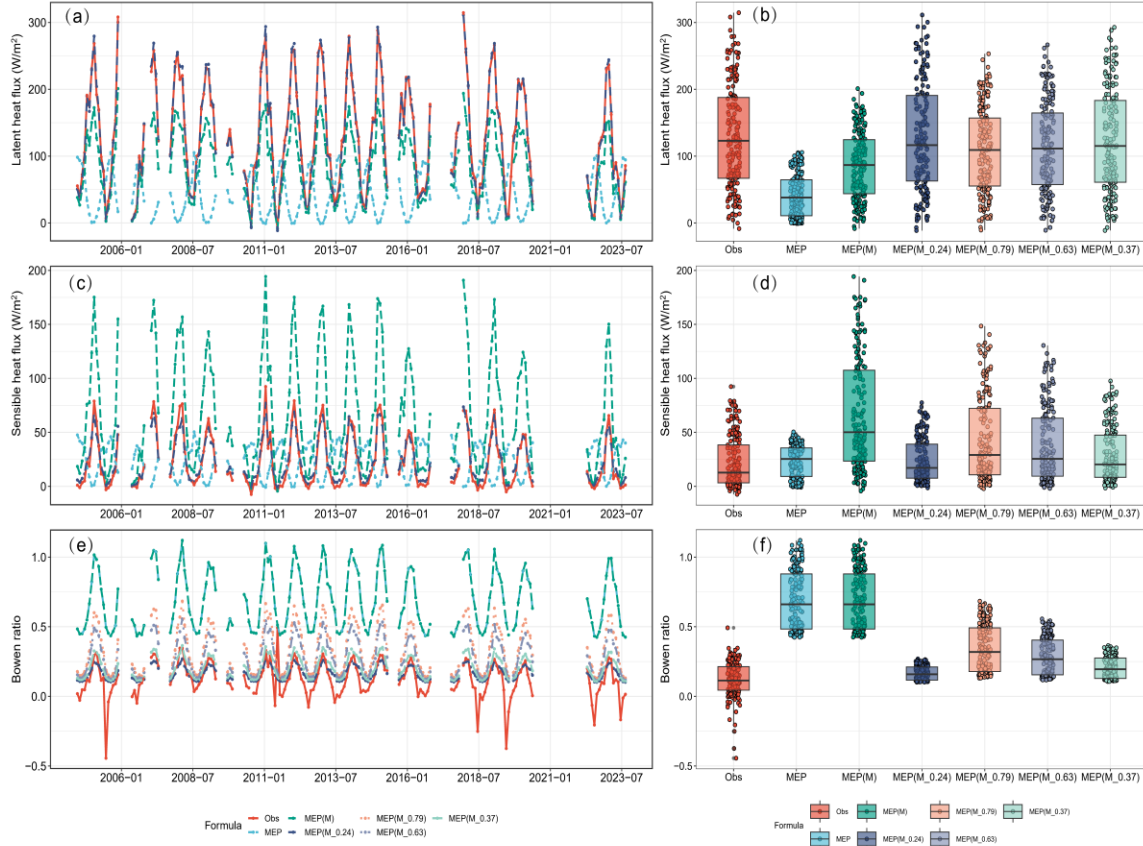 (a)
Latent heat flux (W/m²)
300
200
100
0
2006−01
2008−07
2011−01
2013−07
2016−01
2018−07
2021−01
2023−07
(b)
Latent heat flux (W/m²)
300
200
100
0
Obs
MEP
MEP(M)
MEP(M_0.24)
MEP(M_0.79)
MEP(M_0.63)
MEP(M_0.37)
(c)
Sensible heat flux (W/m²)
200
150
100
50
0
2006−01
2008−07
2011−01
2013−07
2016−01
2018−07
2021−01
2023−07
(d)
Sensible heat flux (W/m²)
200
150
100
50
0
Obs
MEP
MEP(M)
MEP(M_0.24)
MEP(M_0.79)
MEP(M_0.63)
MEP(M_0.37)
(e)
Bowen ratio
1.0
0.5
0.0
−0.5
2006−01
2008−07
2011−01
2013−07
2016−01
2018−07
2021−01
2023−07
(f)
Bowen ratio
1.0
0.5
0.0
−0.5
Obs
MEP
MEP(M)
MEP(M_0.24)
MEP(M_0.79)
MEP(M_0.63)
MEP(M_0.37)
Formula
Obs
MEP(M)
MEP(M_0.79)
MEP(M_0.37)
MEP
MEP(M_0.24)
MEP(M_0.63)
Formula
Obs
MEP(M)
MEP(M_0.79)
MEP(M_0.37)
MEP
MEP(M_0.24)
MEP(M_0.63)